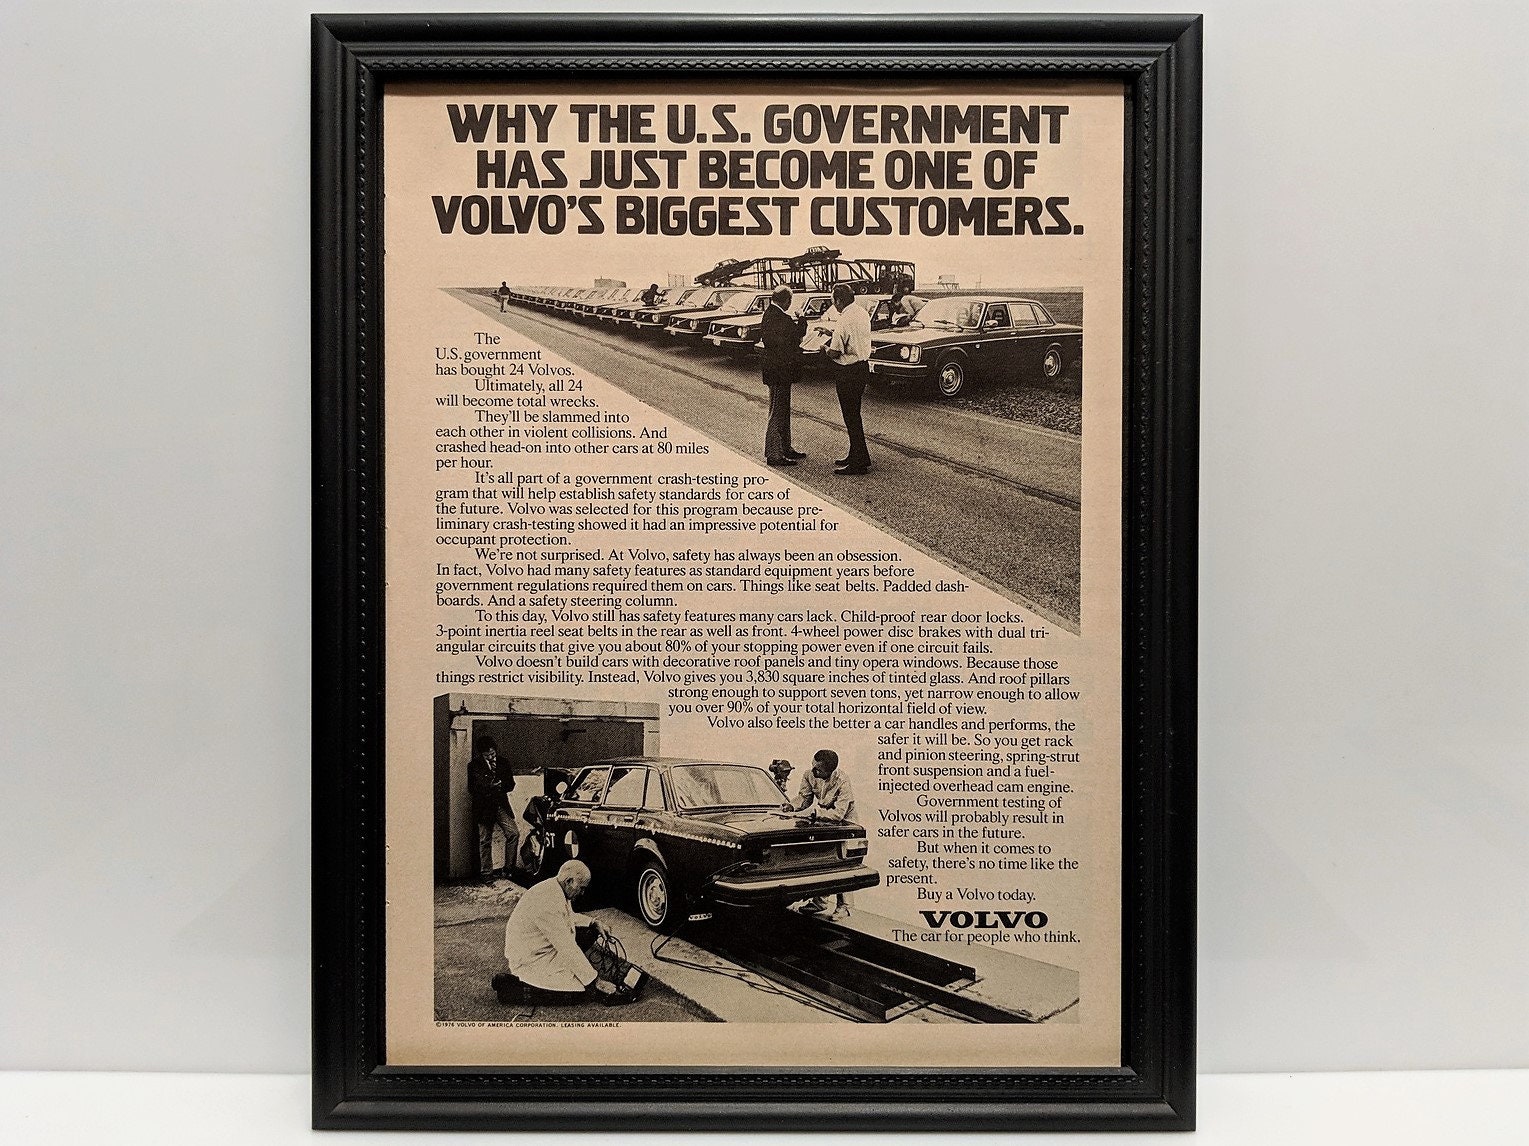 WHY THE U.S. GOVERNMENT
HAS JUST BECOME ONE OF
VOLVO'S BIGGEST CUSTOMERS.
The
U.S. government
has bought 24 Volvos.
Ultimately, all 24
will become total wrecks.
They'll be slammed into
each other in violent collisions. And
crashed head-on into other cars at 80 miles
per hour.
It's all part of a government crash-testing pro-
gram that will help establish safety standards for cars of
the future. Volvo was selected for this program because pre-
liminary crash-testing showed it had an impressive potential for
occupant protection.
We're not surprised. At Volvo, safety has always been an obsession.
In fact, Volvo had many safety features as standard equipment years before
government regulations required them on cars. Things like seat belts. Padded dash-
boards. And a safety steering column.
To this day, Volvo still has safety features many cars lack. Child-proof rear door locks.
3-point inertia reel seat belts in the rear as well as front. 4-wheel power disc brakes with dual tri-
angular circuits that give you about 80% of your stopping power even if one circuit fails.
Volvo doesn't build cars with decorative roof panels and tiny opera windows. Because those
things restrict visibility. Instead, Volvo gives you 3,830 square inches of tinted glass. And roof pillars
strong enough to support seven tons, yet narrow enough to allow
you over 90% of your total horizontal field of view.
Volvo also feels the better a car handles and performs, the
safer it will be. So you get rack
and pinion steering, spring-strut
front suspension and a fuel-
injected overhead cam engine.
Government testing of
Volvos will probably result in
safer cars in the future.
But when it comes to
safety, there's no time like the
present.
Buy a Volvo today.
VOLVO
The car for people who think.
ST
©1976 VOLVO OF AMERICA CORPORATION. LEASING AVAILABLE.